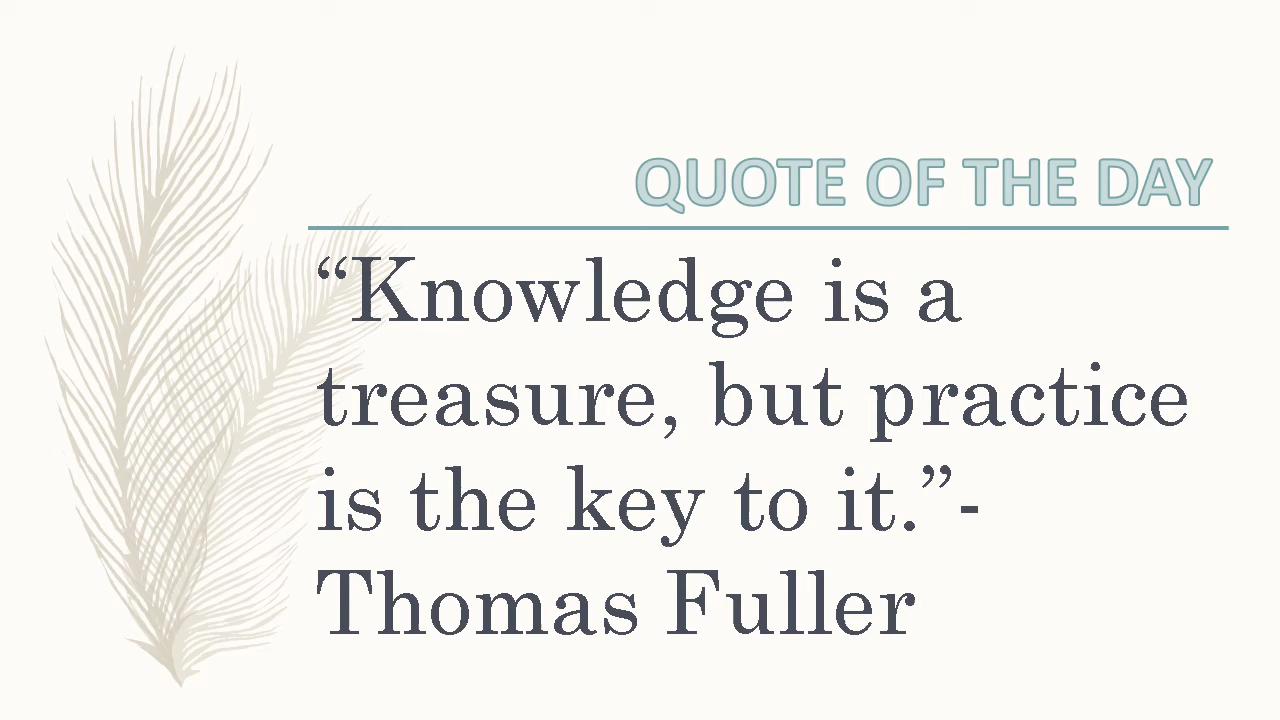 QUOTE OF THE DAY
“Knowledge is a
treasure, but practice
is the key to it.”-
Thomas Fuller